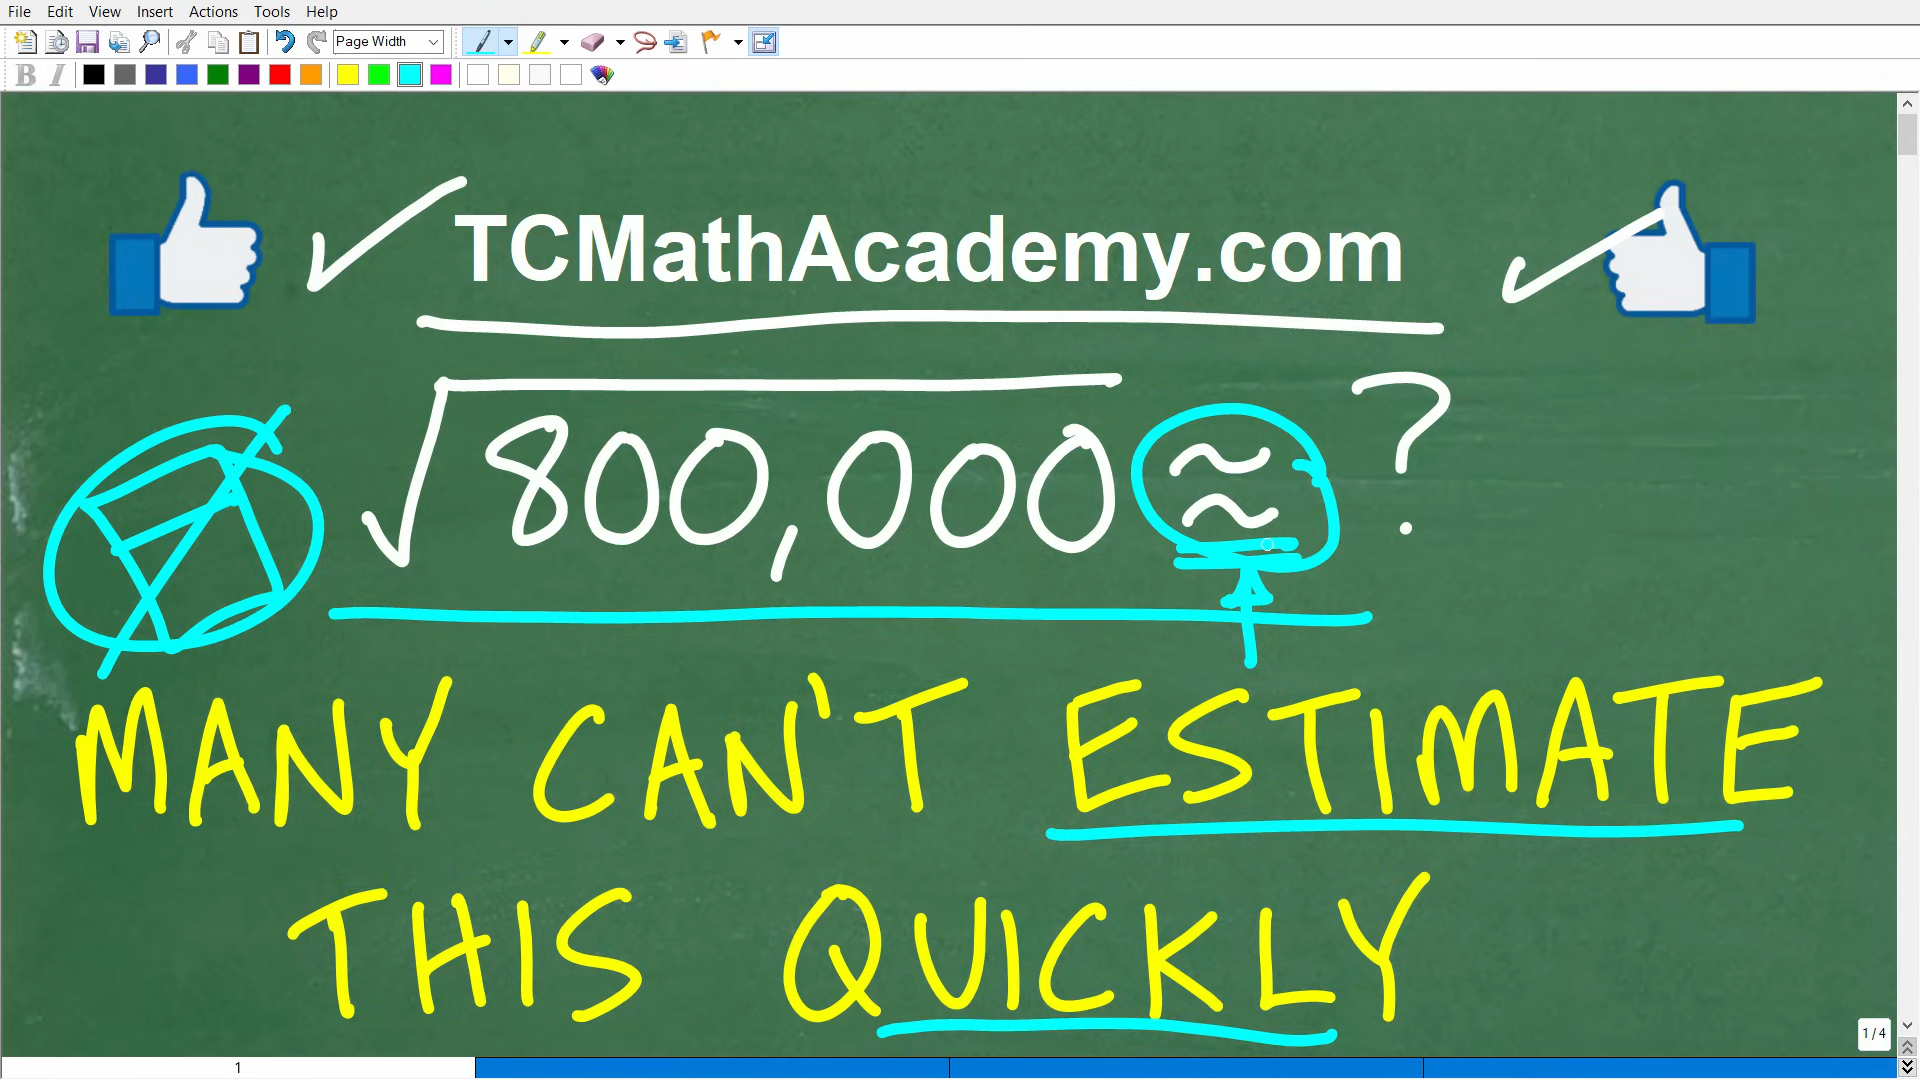 File Edit View Insert Actions Tools Help
Page Width
B I
TCMathAcademy.com
√800,000 ≈ ?
MANY CAN'T ESTIMATE
THIS QUICKLY
1 / 4
1